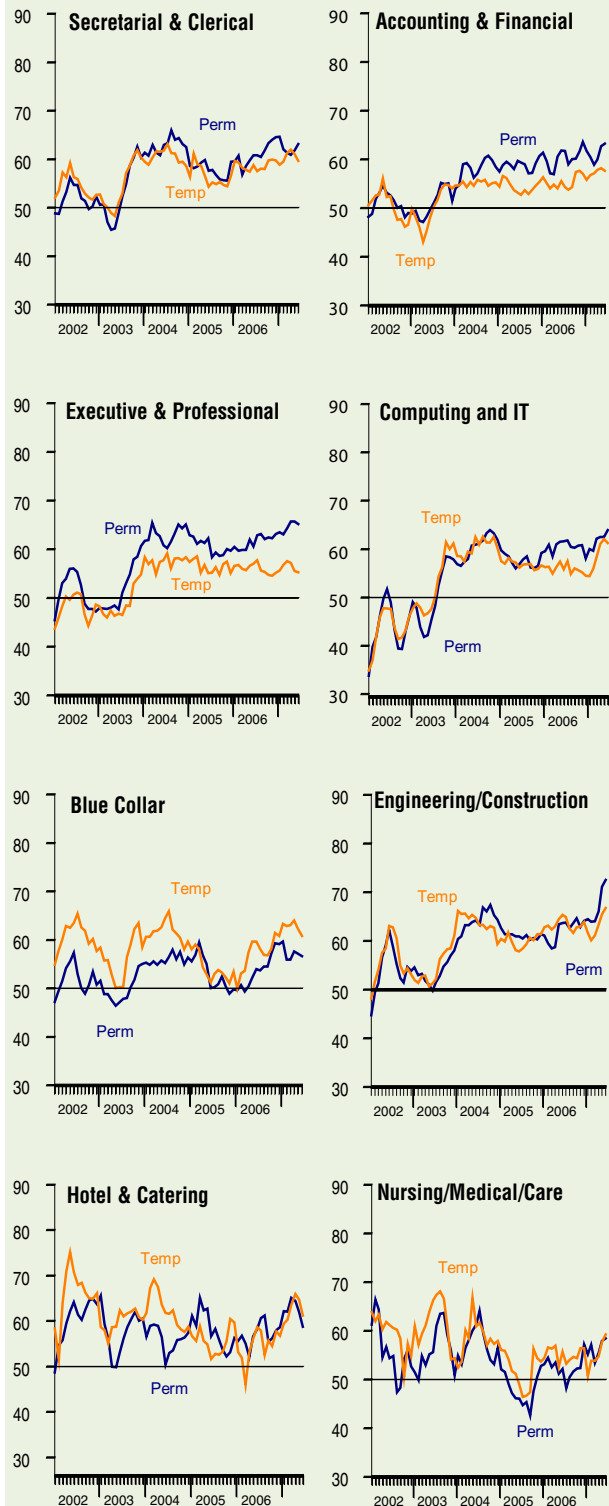 Secretarial & Clerical
90
80
70
60
50
40
30
Perm
Temp
2002 2003 2004 2005 2006
Accounting & Financial
90
80
70
60
50
40
30
Perm
Temp
2002 2003 2004 2005 2006
Executive & Professional
90
80
70
60
50
40
30
Perm
Temp
2002 2003 2004 2005 2006
Computing and IT
90
80
70
60
50
40
30
Temp
Perm
2002 2003 2004 2005 2006
Blue Collar
90
80
70
60
50
40
30
Temp
Perm
2002 2003 2004 2005 2006
Engineering/Construction
90
80
70
60
50
40
30
Temp
Perm
2002 2003 2004 2005 2006
Hotel & Catering
90
80
70
60
50
40
30
Temp
Perm
2002 2003 2004 2005 2006
Nursing/Medical/Care
90
80
70
60
50
40
30
Temp
Perm
2002 2003 2004 2005 2006